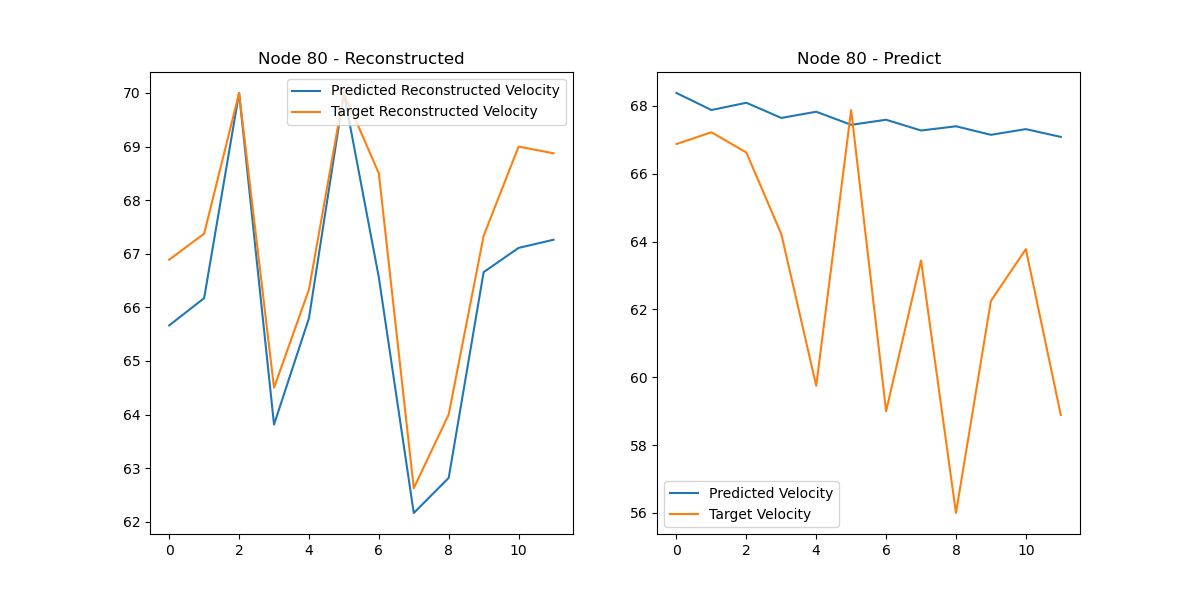 Node 80 - Reconstructed
Predicted Reconstructed Velocity
Target Reconstructed Velocity
70
69
68
67
66
65
64
63
62
0 2 4 6 8 10
Node 80 - Predict
68
66
64
62
60
58
56
Predicted Velocity
Target Velocity
0 2 4 6 8 10